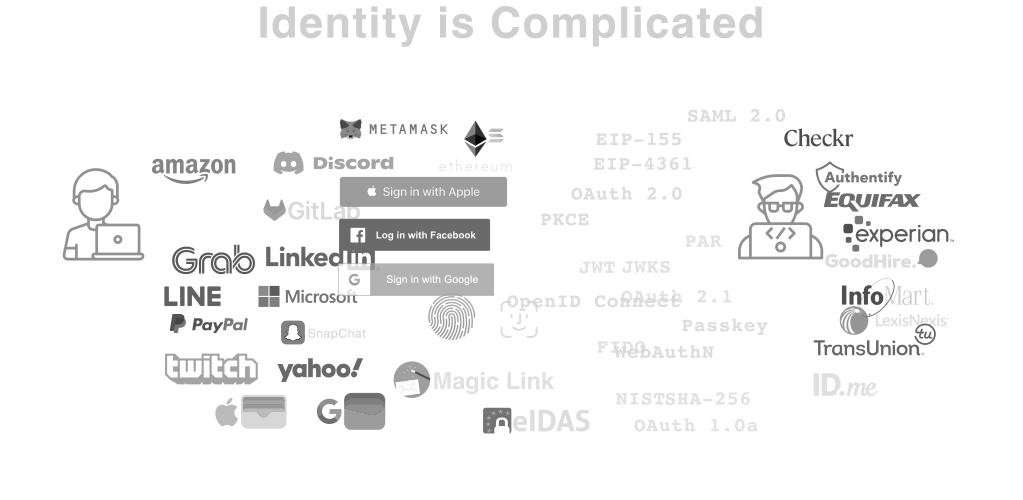 Identity is Complicated
SAML 2.0
METAMASK
EIP-155
Checkr
ethereum
amazon
Discord
EIP-4361
Authentify
Sign in with Apple
OAuth 2.0
EQUIFAX
GitLab
PKCE
Log in with Facebook
PAR
experian.
Grab
LinkedIn
GoodHire.
JWT JWKS
G Sign in with Google
LINE
Microsoft
OpenID Connect
OAuth 2.1
InfoMart.
PayPal
SnapChat
Passkey
LexisNexis
tu
FIDO
WebAuthN
TransunIon
twitch
yahoo!
Magic Link
ID.me
NIST SHA-256
G
eIDAS
OAuth 1.0a